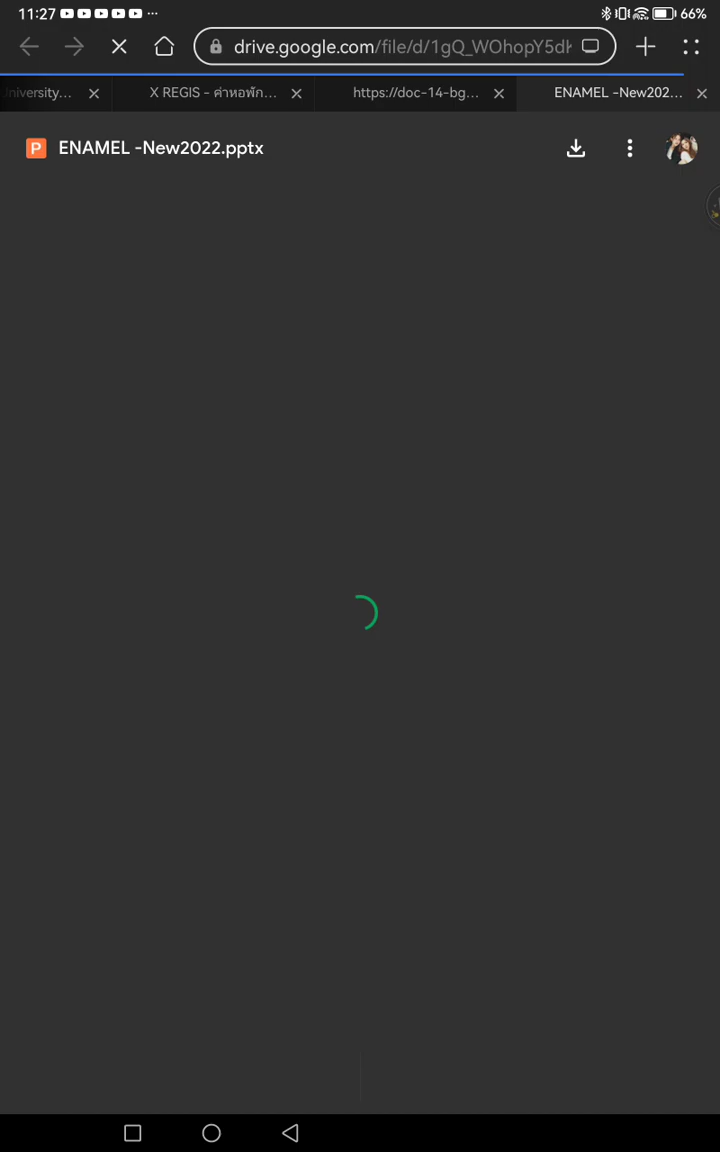 11:27 ··· 66%
drive.google.com/file/d/1gQ_WOhopY5dH
University... X REGIS - ค่าหอพัก... https://doc-14-bg... ENAMEL -New202...
P ENAMEL -New2022.pptx